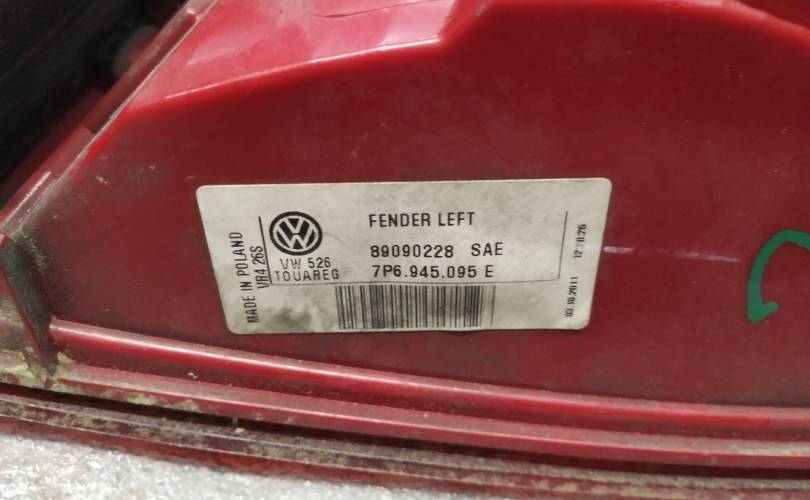 FENDER LEFT
89090228 SAE
7P6.945.095 E
VW 526
TOUAREG
MADE IN POLAND
VR4 26S
03.10.2011 12:28:26